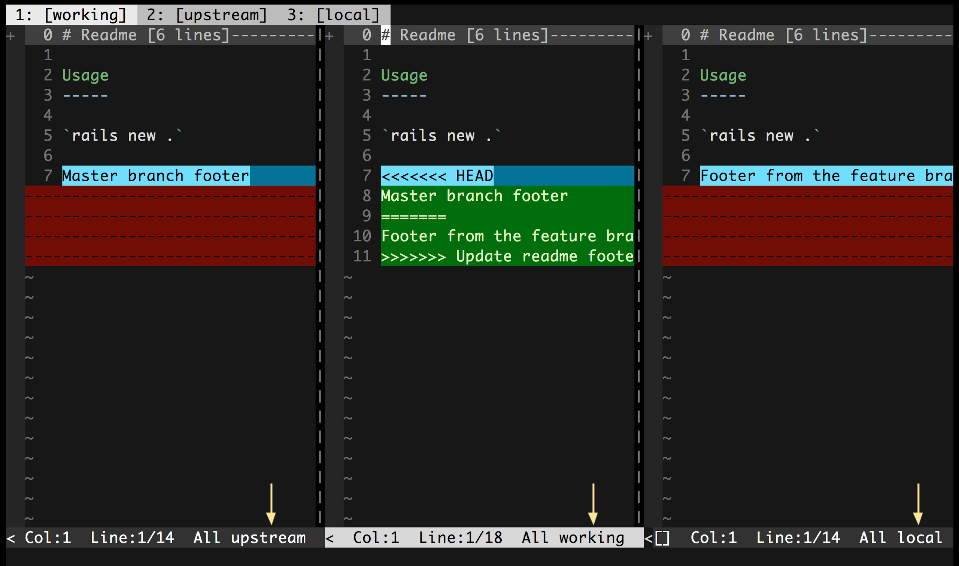 1: [working] 2: [upstream] 3: [local]
+ 0 # Readme [6 lines]---------
1
2 Usage
3 -----
4
5 `rails new .`
6
7 Master branch footer
~
~
~
~
~
~
~
~
~
~
~
~
~
< Col:1 Line:1/14 All upstream
+ 0 # Readme [6 lines]---------
1
2 Usage
3 -----
4
5 `rails new .`
6
7 <<<<<<< HEAD
8 Master branch footer
9 =======
10 Footer from the feature bra
11 >>>>>>> Update readme foote
~
~
~
~
~
~
~
~
~
~
~
~
~
< Col:1 Line:1/18 All working
+ 0 # Readme [6 lines]---------
1
2 Usage
3 -----
4
5 `rails new .`
6
7 Footer from the feature bra
~
~
~
~
~
~
~
~
~
~
~
~
~
<[] Col:1 Line:1/14 All local